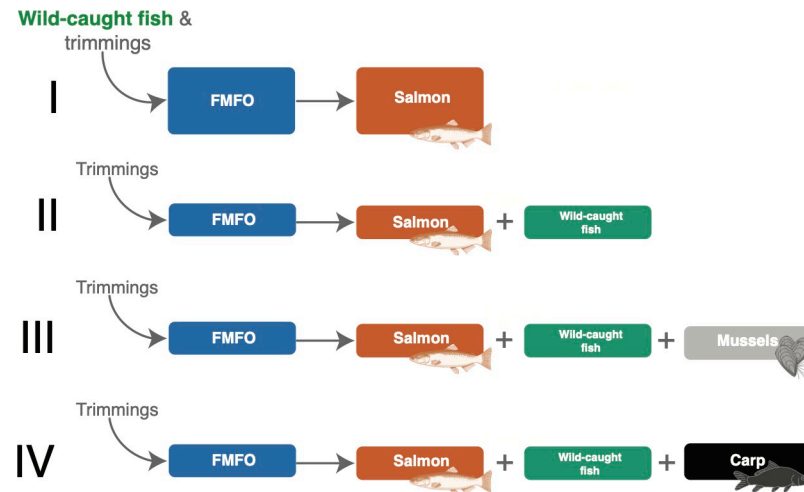 Wild-caught fish &
trimmings
I
FMFO
Salmon
Trimmings
II
FMFO
Salmon
+
Wild-caught
fish
Trimmings
III
FMFO
Salmon
+
Wild-caught
fish
+
Mussels
Trimmings
IV
FMFO
Salmon
+
Wild-caught
fish
+
Carp